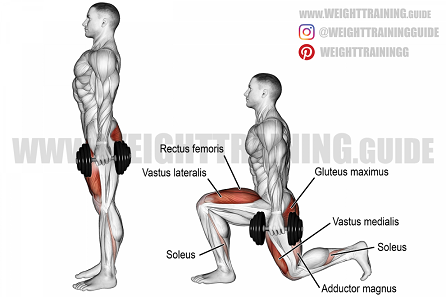 WWW.WEIGHTTRAINING.GUIDE
@WEIGHTTRAININGGUIDE
WEIGHTTRAININGG
WWW.WEIGHTTRAINING.GUIDE
Rectus femoris
Vastus lateralis
Gluteus maximus
Vastus medialis
Soleus
Soleus
Adductor magnus